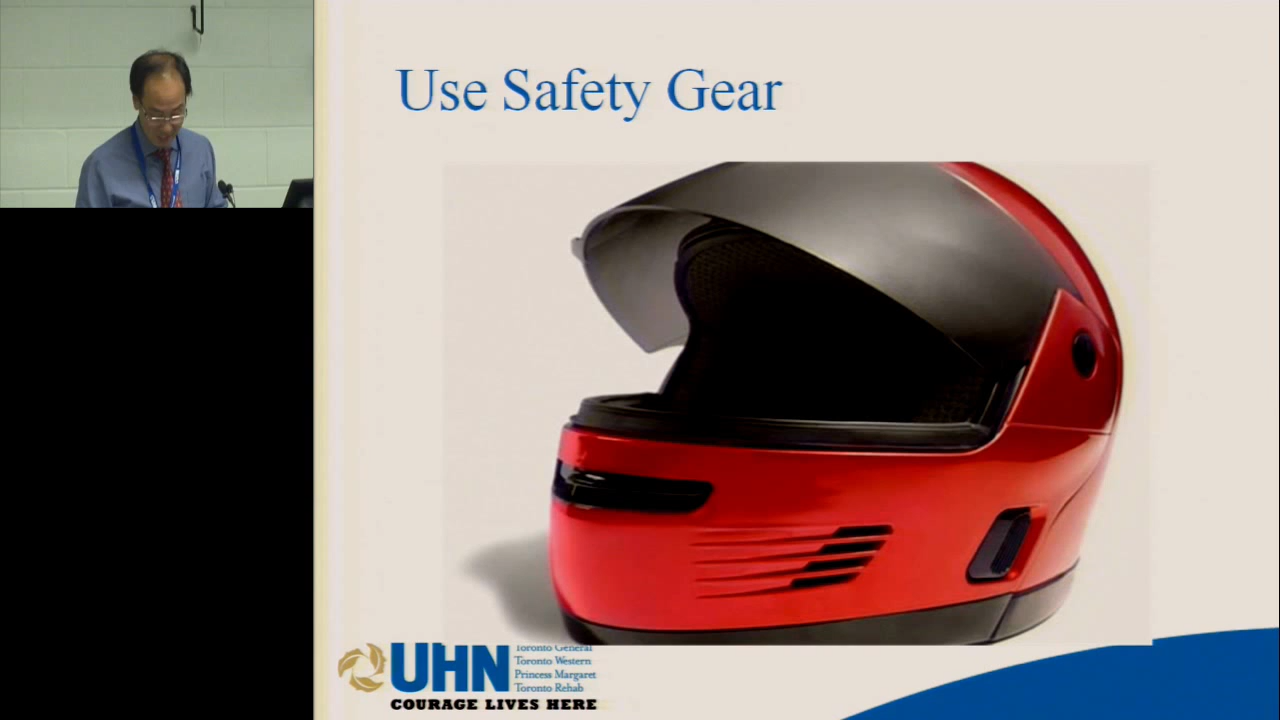 Use Safety Gear
UHN
Toronto General
Toronto Western
Princess Margaret
Toronto Rehab
COURAGE LIVES HERE